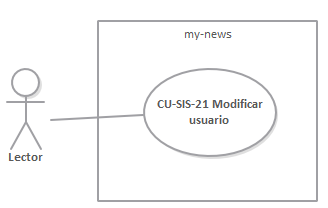 my-news
CU-SIS-21 Modificar
usuario
Lector